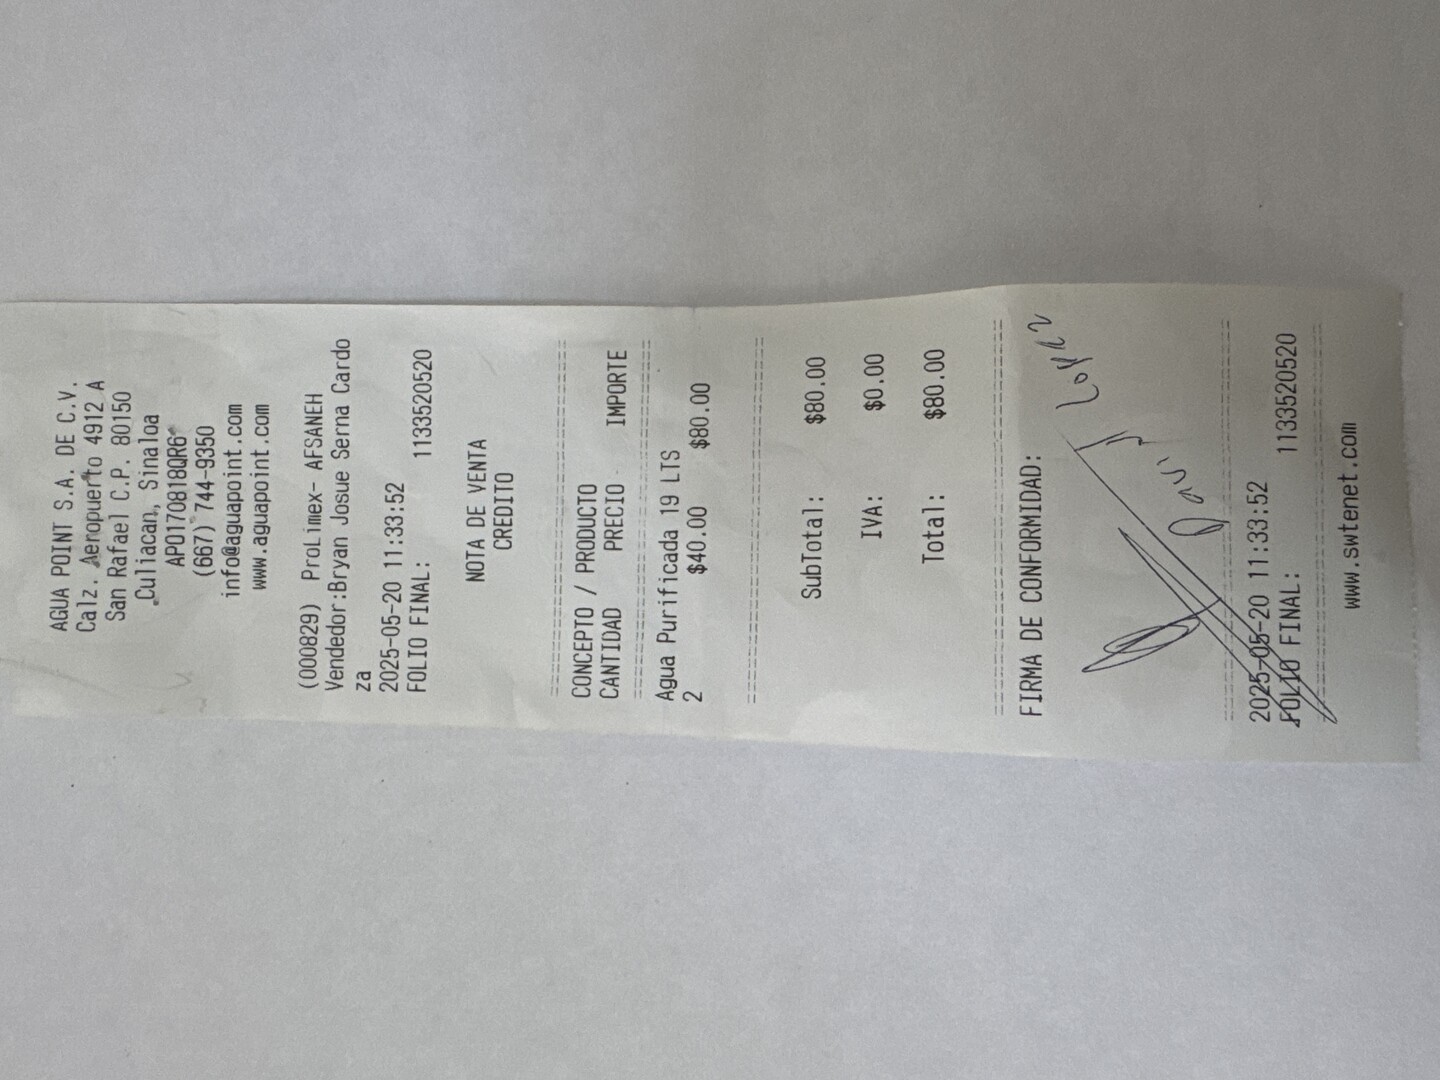 AGUA POINT S.A. DE C.V.
Calz. Aeropuerto 4912 A
San Rafael C.P. 80150
Culiacan, Sinaloa
APO170818QR6
(667) 744-9350
info@aguapoint.com
www.aguapoint.com
(000829) ProLimex- AFSANEH
Vendedor:Bryan Josue Serna Cardo
za
2025-05-20 11:33:52
FOLIO FINAL: 1133520520
NOTA DE VENTA
CREDITO
CONCEPTO / PRODUCTO
CANTIDAD PRECIO IMPORTE
Agua Purificada 19 LTS
2 $40.00 $80.00
SubTotal: $80.00
IVA: $0.00
Total: $80.00
FIRMA DE CONFORMIDAD:
David Lopez
2025-05-20 11:33:52
FOLIO FINAL: 1133520520
www.swtenet.com